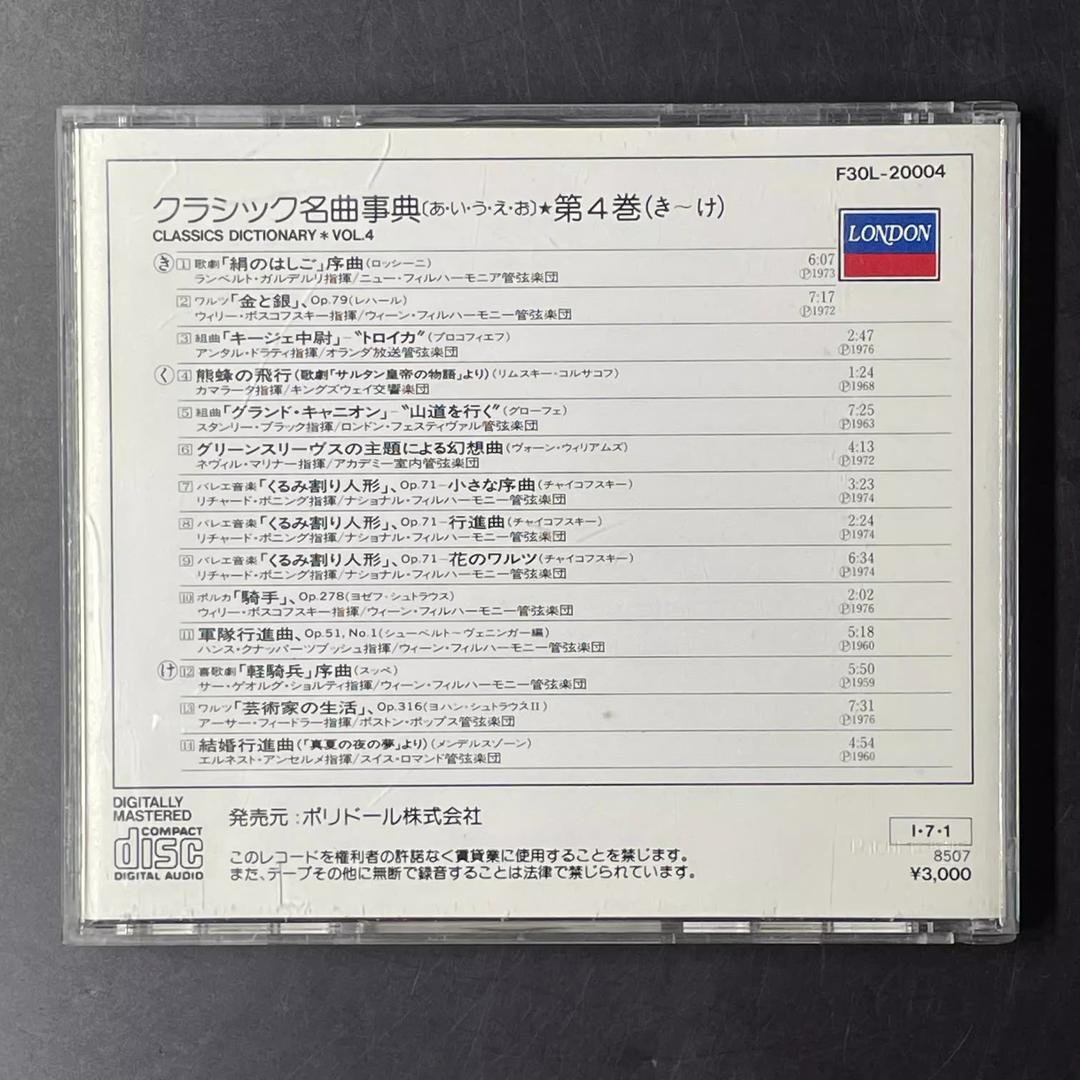 F30L-20004
クラシック名曲事典〔あ・い・う・え・お〕★第4巻(き〜け)
CLASSICS DICTIONARY＊VOL.4
LONDON
き 1 歌劇「絹のはしご」序曲(ロッシーニ) 6:07
ランベルト・ガルデルリ指揮/ニュー・フィルハーモニア管弦楽団 ℗1973
2 ワルツ「金と銀」、Op.79(レハール) 7:17
ウィリー・ボスコフスキー指揮/ウィーン・フィルハーモニー管弦楽団 ℗1972
3 組曲「キージェ中尉」−“トロイカ”(プロコフィエフ) 2:47
アンタル・ドラティ指揮/オランダ放送管弦楽団 ℗1976
く 4 熊蜂の飛行(歌劇「サルタン皇帝の物語」より)(リムスキー・コルサコフ) 1:24
カマラータ指揮/キングズウェイ交響楽団 ℗1968
5 組曲「グランド・キャニオン」−“山道を行く”(グローフェ) 7:25
スタンリー・ブラック指揮/ロンドン・フェスティヴァル管弦楽団 ℗1963
6 グリーンスリーヴスの主題による幻想曲(ヴォーン・ウィリアムズ) 4:13
ネヴィル・マリナー指揮/アカデミー室内管弦楽団 ℗1972
7 バレエ音楽「くるみ割り人形」、Op.71−小さな序曲(チャイコフスキー) 3:23
リチャード・ボニング指揮/ナショナル・フィルハーモニー管弦楽団 ℗1974
8 バレエ音楽「くるみ割り人形」、Op.71−行進曲(チャイコフスキー) 2:24
リチャード・ボニング指揮/ナショナル・フィルハーモニー管弦楽団 ℗1974
9 バレエ音楽「くるみ割り人形」、Op.71−花のワルツ(チャイコフスキー) 6:34
リチャード・ボニング指揮/ナショナル・フィルハーモニー管弦楽団 ℗1974
10 ポルカ「騎手」、Op.278(ヨゼフ・シュトラウス) 2:02
ウィリー・ボスコフスキー指揮/ウィーン・フィルハーモニー管弦楽団 ℗1976
11 軍隊行進曲、Op.51, No.1(シューベルト〜ヴェニンガー編) 5:18
ハンス・クナッパーツブッシュ指揮/ウィーン・フィルハーモニー管弦楽団 ℗1960
け 12 喜歌劇「軽騎兵」序曲(スッペ) 5:50
サー・ゲオルグ・ショルティ指揮/ウィーン・フィルハーモニー管弦楽団 ℗1959
13 ワルツ「芸術家の生活」、Op.316(ヨハン・シュトラウスII) 7:31
アーサー・フィードラー指揮/ボストン・ポップス管弦楽団 ℗1976
14 結婚行進曲(「真夏の夜の夢」より)(メンデルスゾーン) 4:54
エルネスト・アンセルメ指揮/スイス・ロマンド管弦楽団 ℗1960
DIGITALLY
MASTERED
COMPACT
disc
DIGITAL AUDIO
発売元：ポリドール株式会社
このレコードを権利者の許諾なく賃貸業に使用することを禁じます。
また、テープその他に無断で録音することは法律で禁じられています。
I・7・1
8507
¥3,000